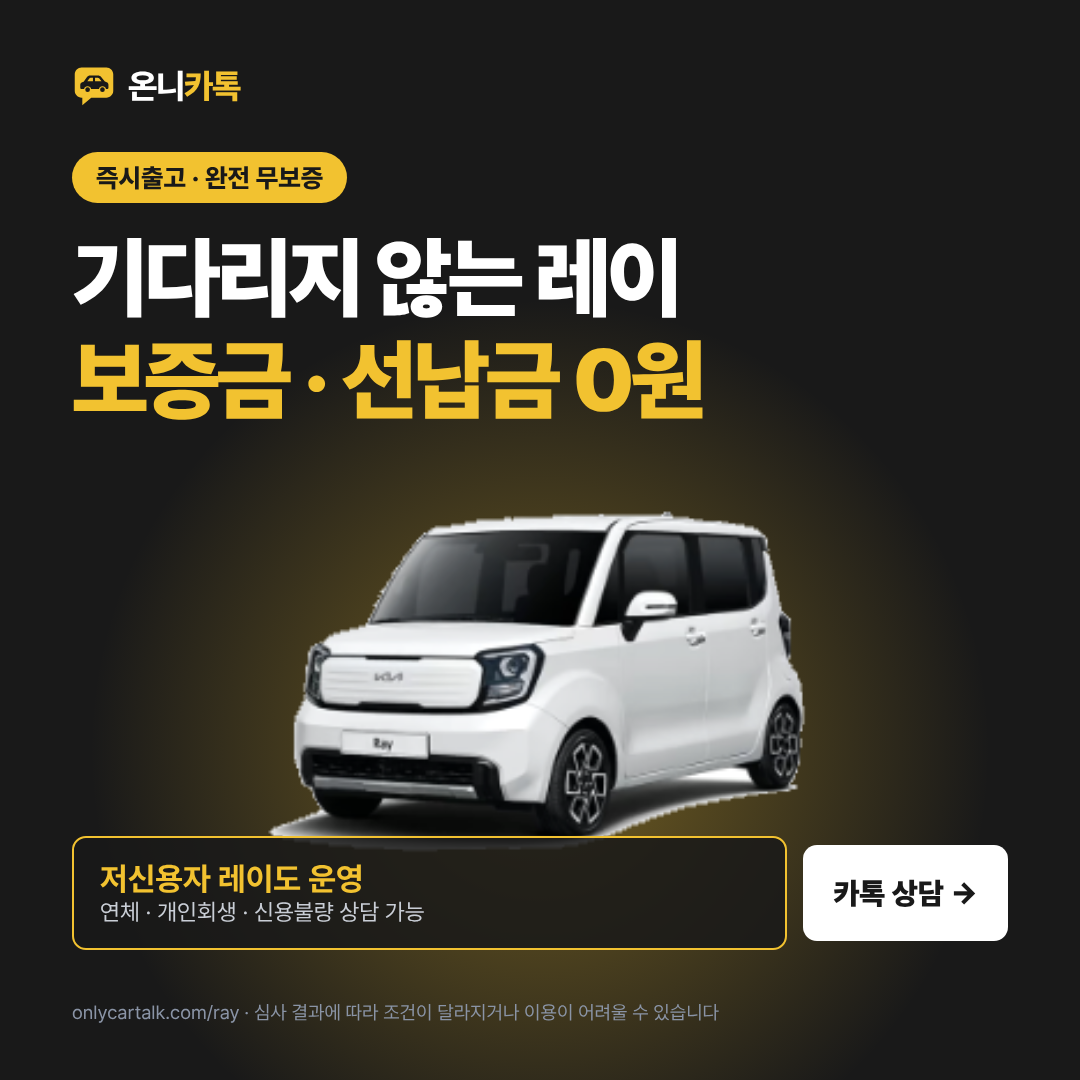 온니카톡
즉시출고 · 완전 무보증
기다리지 않는 레이
보증금 · 선납금 0원
KIA
Ray
저신용자 레이도 운영
연체 · 개인회생 · 신용불량 상담 가능
카톡 상담 →
onlycartalk.com/ray · 심사 결과에 따라 조건이 달라지거나 이용이 어려울 수 있습니다